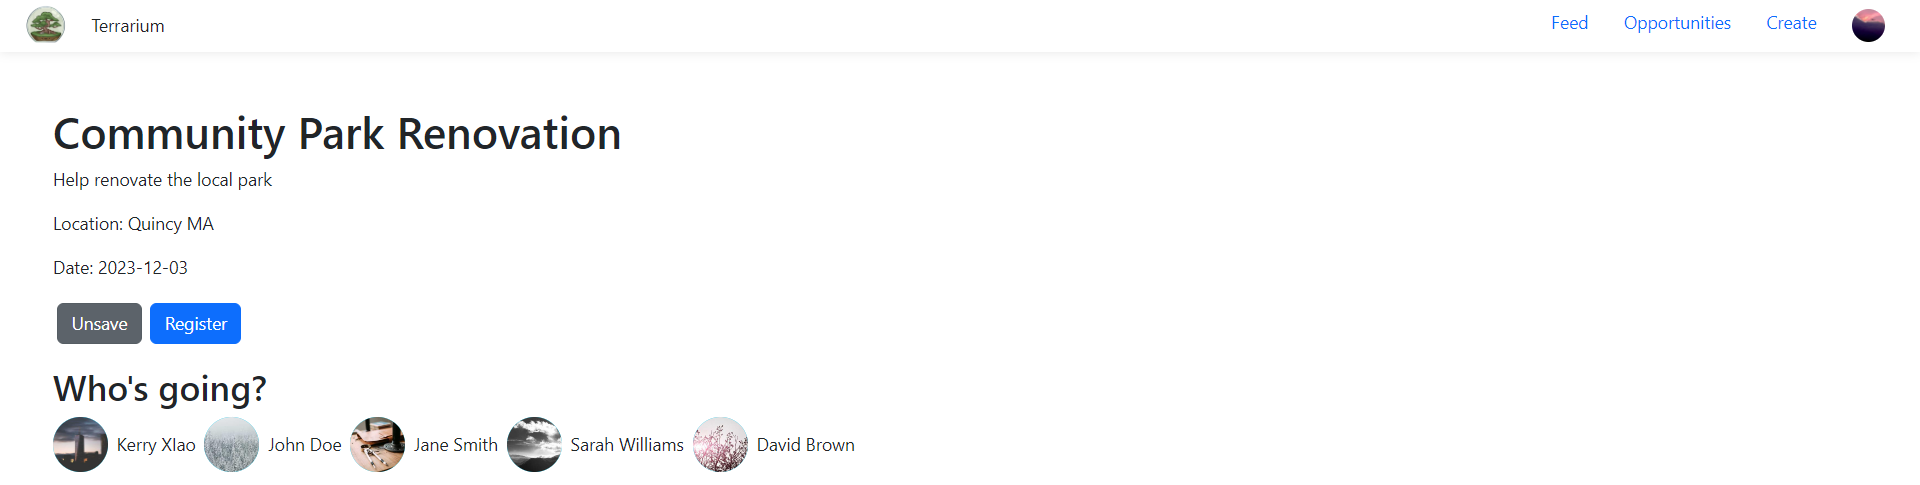 Terrarium
Feed Opportunities Create
Community Park Renovation
Help renovate the local park
Location: Quincy MA
Date: 2023-12-03
Unsave Register
Who's going?
Kerry XIao John Doe Jane Smith Sarah Williams David Brown